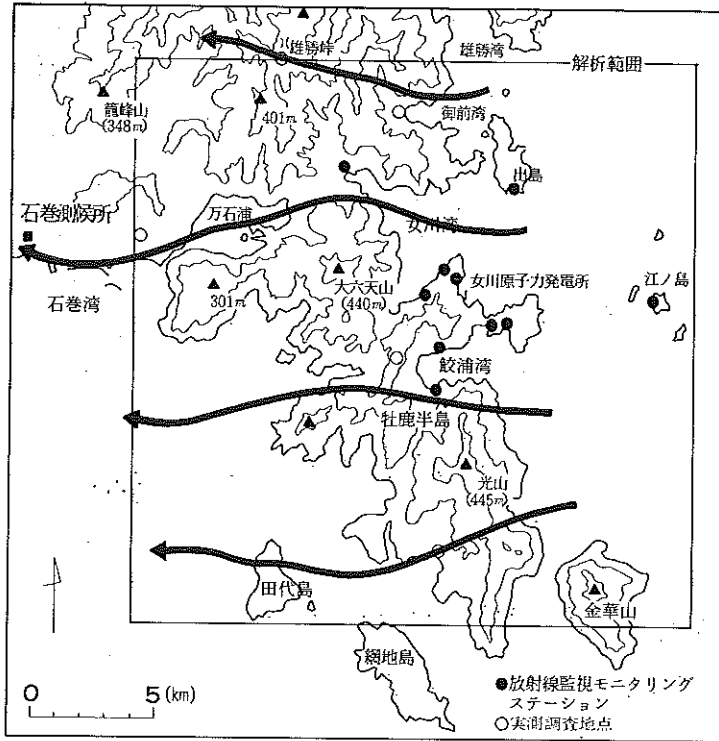 雄勝峠
雄勝湾
解析範囲
籠峰山
(348m)
401m
御前湾
出島
石巻測候所
万石浦
女川湾
石巻湾
301m
大六天山
(440m)
女川原子力発電所
江ノ島
鮫浦湾
牡鹿半島
光山
(445m)
田代島
金華山
網地島
0 5(km)
●放射線監視モニタリング
ステーション
○実測調査地点